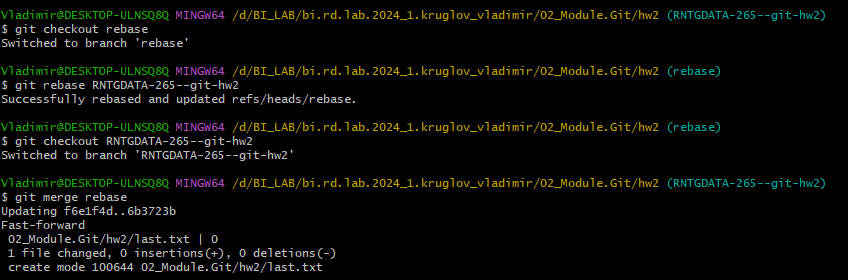 Vladimir@DESKTOP-ULNSQ8Q MINGW64 /d/BI_LAB/bi.rd.lab.2024_1.kruglov_vladimir/02_Module.Git/hw2 (RNTGDATA-265--git-hw2)
$ git checkout rebase
Switched to branch 'rebase'
Vladimir@DESKTOP-ULNSQ8Q MINGW64 /d/BI_LAB/bi.rd.lab.2024_1.kruglov_vladimir/02_Module.Git/hw2 (rebase)
$ git rebase RNTGDATA-265--git-hw2
Successfully rebased and updated refs/heads/rebase.
Vladimir@DESKTOP-ULNSQ8Q MINGW64 /d/BI_LAB/bi.rd.lab.2024_1.kruglov_vladimir/02_Module.Git/hw2 (rebase)
$ git checkout RNTGDATA-265--git-hw2
Switched to branch 'RNTGDATA-265--git-hw2'
Vladimir@DESKTOP-ULNSQ8Q MINGW64 /d/BI_LAB/bi.rd.lab.2024_1.kruglov_vladimir/02_Module.Git/hw2 (RNTGDATA-265--git-hw2)
$ git merge rebase
Updating f6e1f4d..6b3723b
Fast-forward
 02_Module.Git/hw2/last.txt | 0
 1 file changed, 0 insertions(+), 0 deletions(-)
 create mode 100644 02_Module.Git/hw2/last.txt